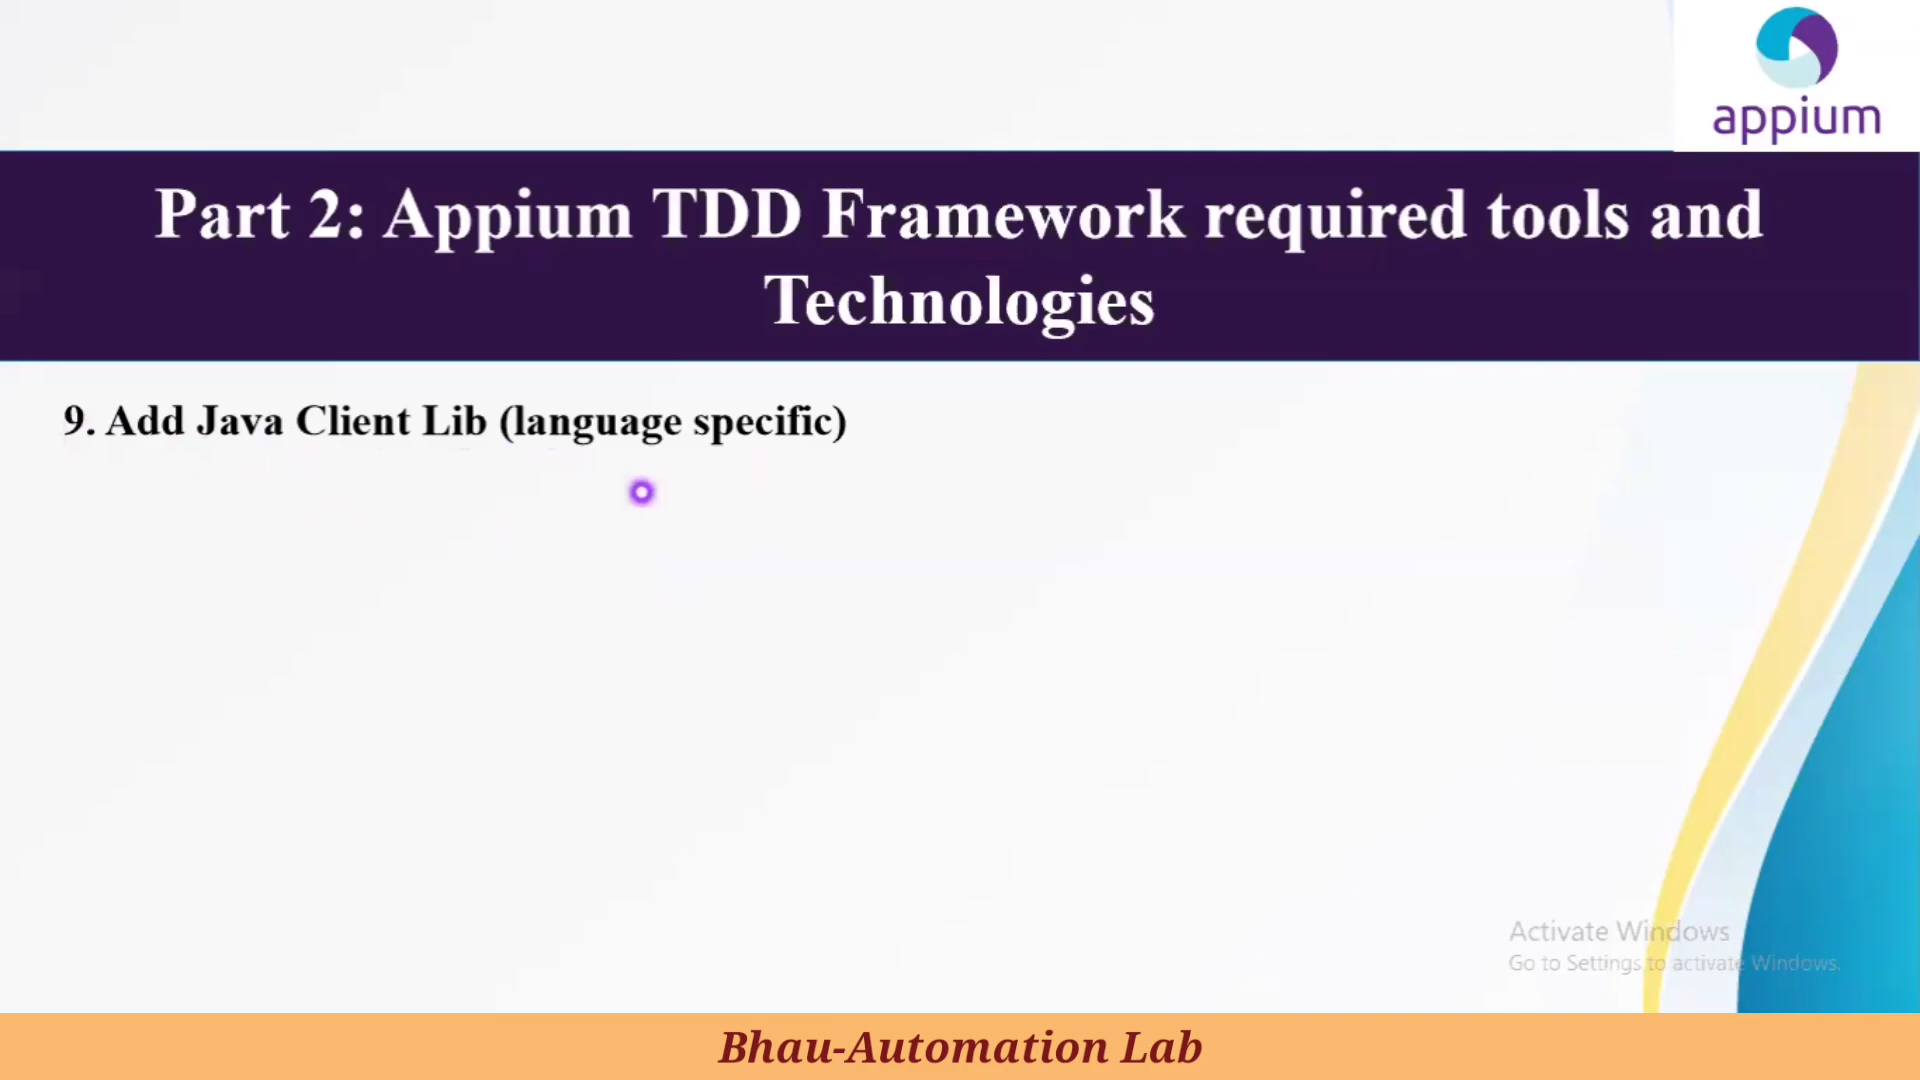 appium
Part 2: Appium TDD Framework required tools and
Technologies
9. Add Java Client Lib (language specific)
Activate Windows
Go to Settings to activate Windows.
Bhau-Automation Lab